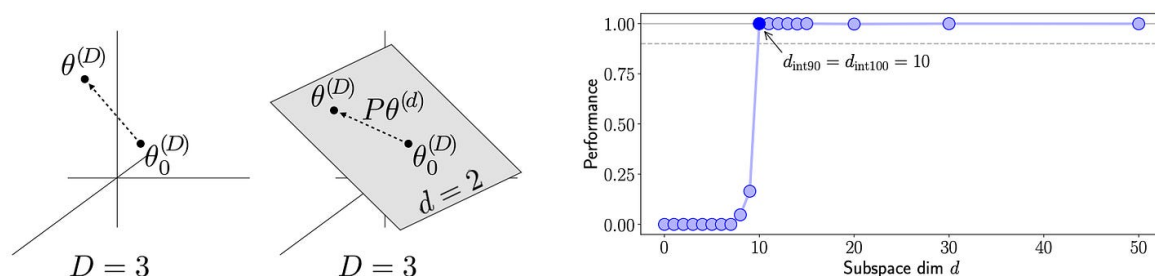 θ^(D)
θ_0^(D)
D = 3
θ^(D)
Pθ^(d)
θ_0^(D)
d = 2
D = 3
Performance
1.00
0.75
0.50
0.25
0.00
d_int90 = d_int100 = 10
0 10 20 30 40 50
Subspace dim d